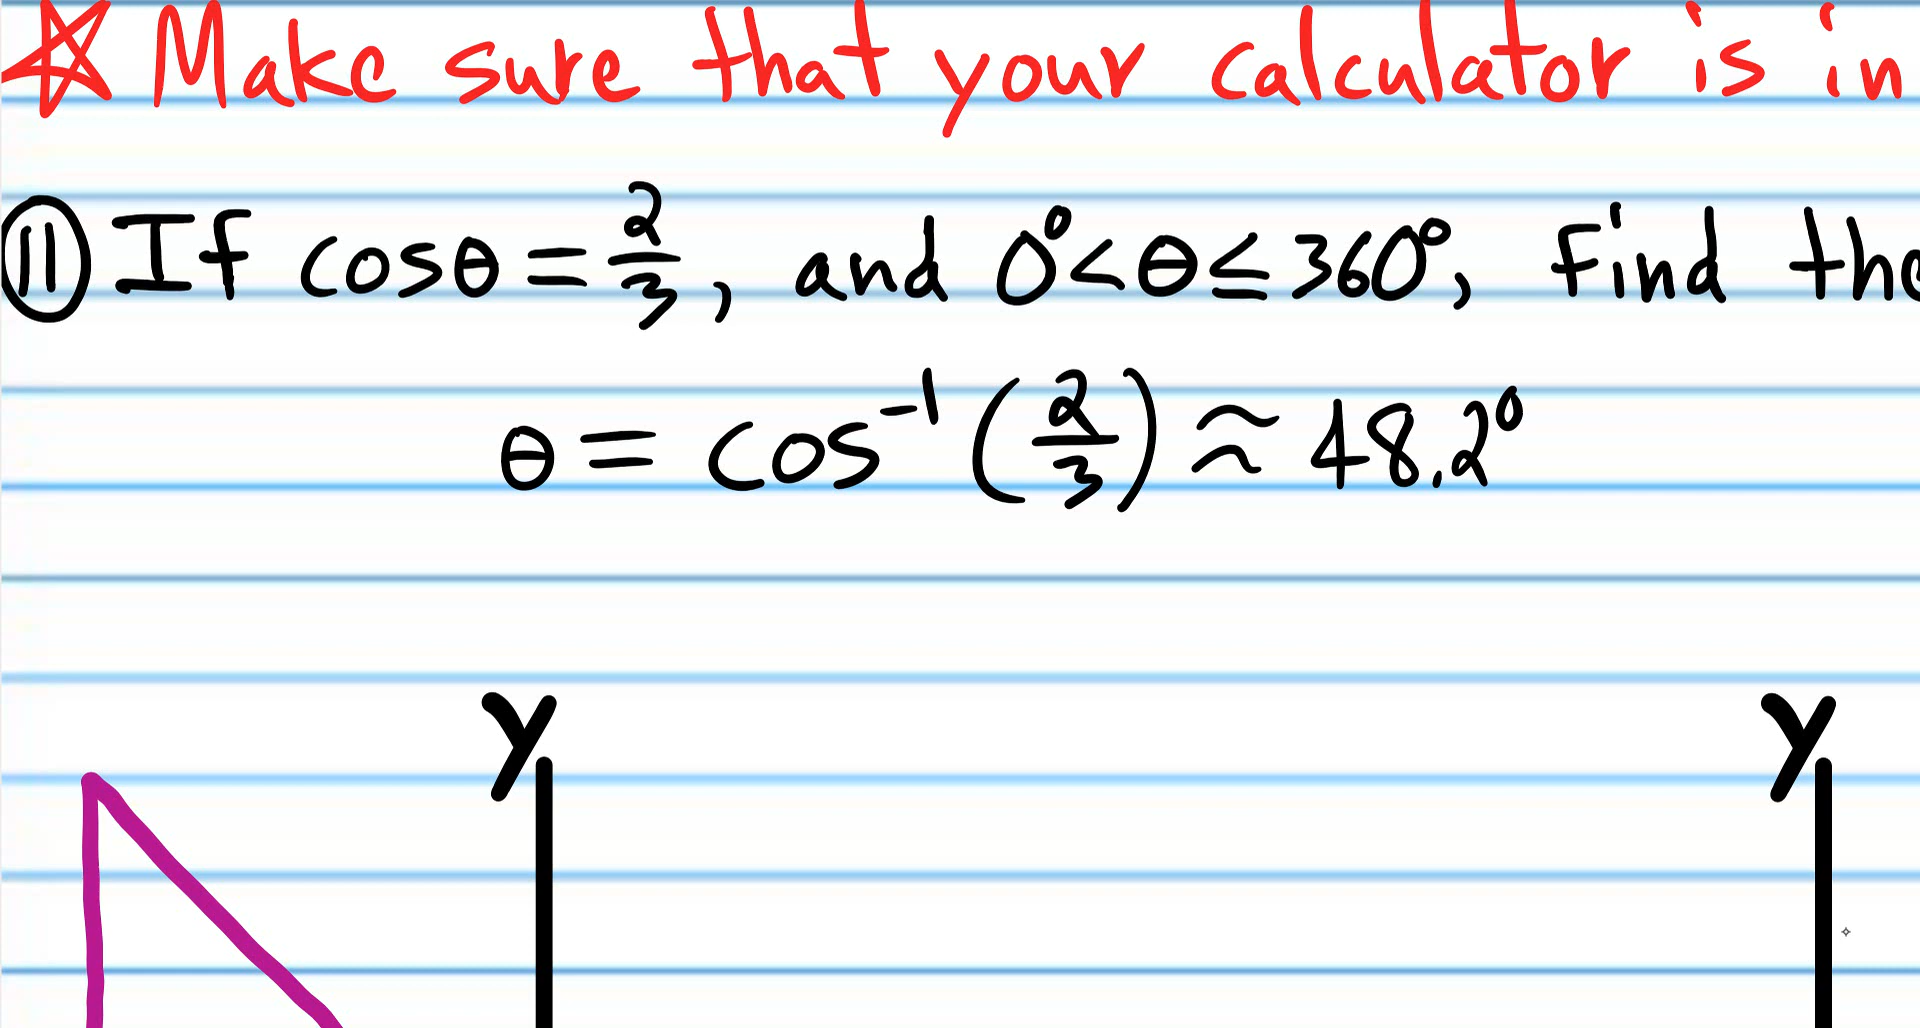 ☆ Make sure that your calculator is in
⑪ If cosθ = 2/3, and 0° < θ ≤ 360°, find the
θ = cos⁻¹(2/3) ≈ 48.2°
y y